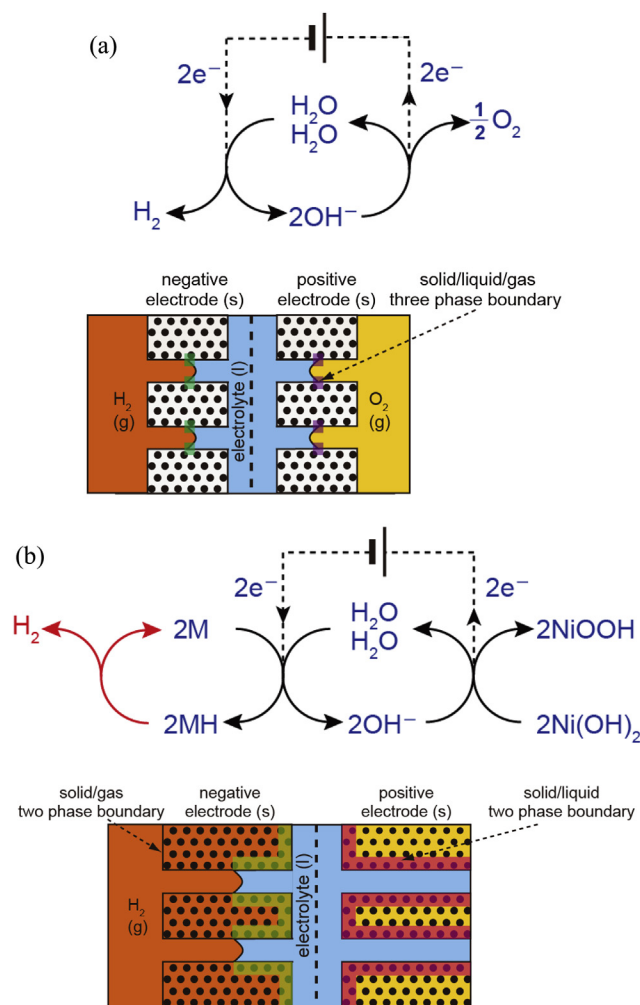 (a)
2e⁻ 2e⁻
H₂O
H₂O
½O₂
H₂ 2OH⁻
negative
electrode (s)
positive
electrode (s)
solid/liquid/gas
three phase boundary
H₂
(g)
electrolyte (l)
O₂
(g)
(b)
2e⁻ 2e⁻
H₂ 2M H₂O 2NiOOH
H₂O
2MH 2OH⁻ 2Ni(OH)₂
solid/gas
two phase boundary
negative
electrode (s)
positive
electrode (s)
solid/liquid
two phase boundary
H₂
(g)
electrolyte (l)